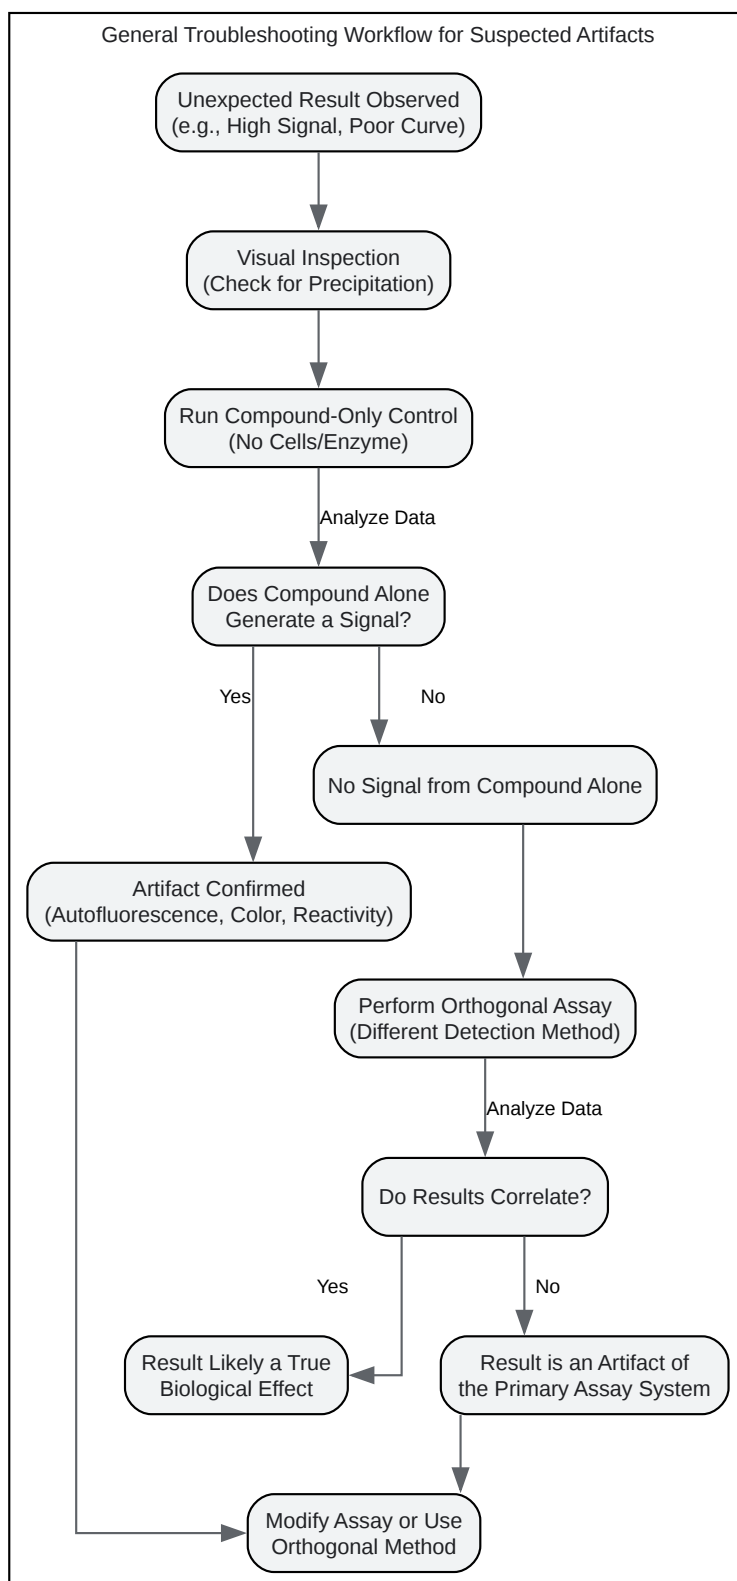 General Troubleshooting Workflow for Suspected Artifacts
Unexpected Result Observed
(e.g., High Signal, Poor Curve)
Visual Inspection
(Check for Precipitation)
Run Compound-Only Control
(No Cells/Enzyme)
Analyze Data
Does Compound Alone
Generate a Signal?
Yes
No
No Signal from Compound Alone
Artifact Confirmed
(Autofluorescence, Color, Reactivity)
Perform Orthogonal Assay
(Different Detection Method)
Analyze Data
Do Results Correlate?
Yes
No
Result Likely a True
Biological Effect
Result is an Artifact of
the Primary Assay System
Modify Assay or Use
Orthogonal Method